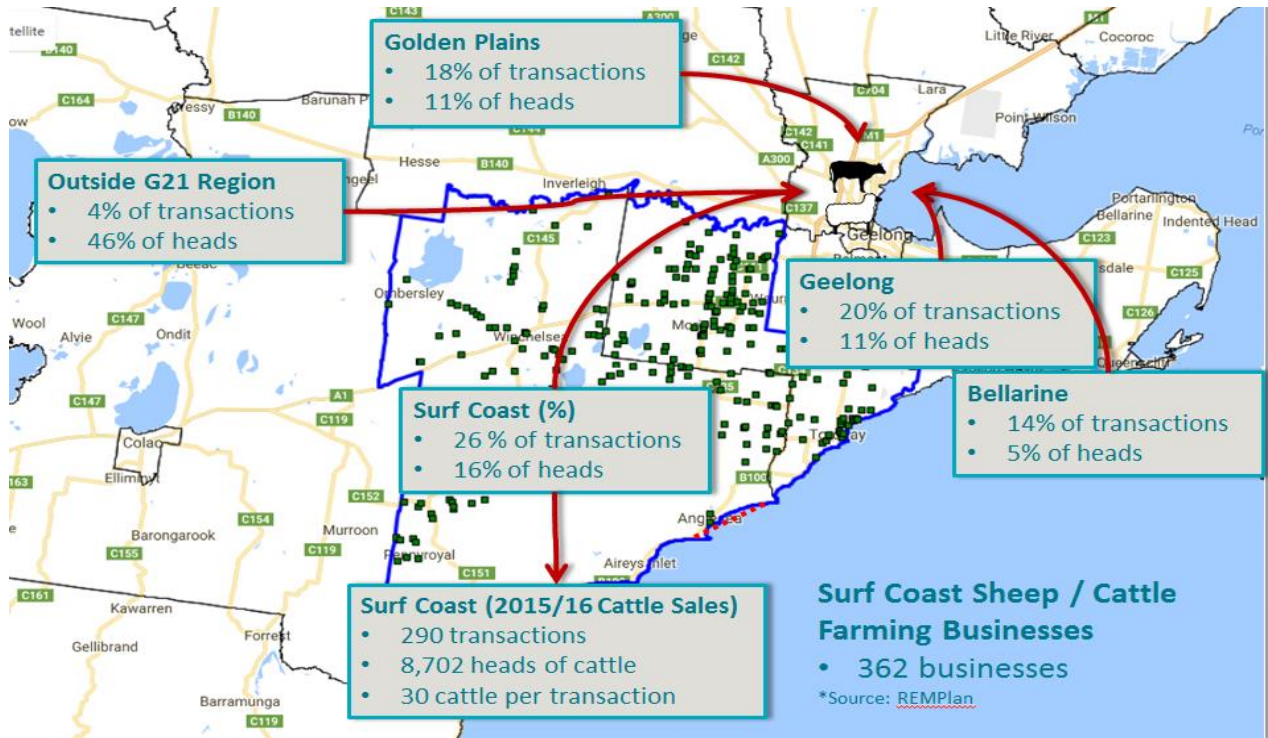 C143
A300
C142
M1
Little River
Cocoroc
tellite
B140
Golden Plains
• 18% of transactions
• 11% of heads
C164
Barunah P
B140
C704
Lara
Point Wilson
C142
C141
M1
A300
Hesse
B140
Inverleigh
Outside G21 Region
• 4% of transactions
• 46% of heads
C137
Geelong
C145
Portarlington
Bellarine
Indented Head
C123
C125
C126
Ombersley
Wool
Alvie
C147
Ondit
Winchelsea
Geelong
• 20% of transactions
• 11% of heads
Bellarine
• 14% of transactions
• 5% of heads
A1
C119
C147
Colac
Surf Coast (%)
• 26 % of transactions
• 16% of heads
B100
C152
C154
Murroon
C119
Barongarook
C155
C151
Aireys Inlet
C161
Kawarren
Gellibrand
Forrest
Barramunga
C119
Surf Coast (2015/16 Cattle Sales)
• 290 transactions
• 8,702 heads of cattle
• 30 cattle per transaction
Surf Coast Sheep / Cattle
Farming Businesses
• 362 businesses
*Source: REMPlan